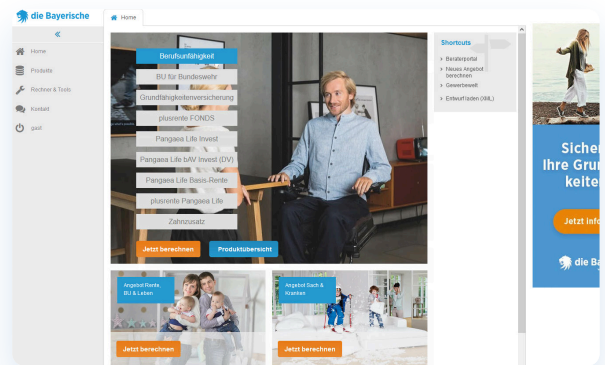 die Bayerische
Home
Home
Produkte
Rechner & Tools
Kontakt
gast
Berufsunfähigkeit
BU für Bundeswehr
Grundfähigkeitenversicherung
plusrente FONDS
Pangaea Life Invest
Pangaea Life bAV Invest (DV)
Pangaea Life Basis-Rente
plusrente Pangaea Life
Zahnzusatz
Jetzt berechnen
Produktübersicht
Shortcuts
Beraterportal
Neues Angebot
berechnen
Gewerbewelt
Entwurf laden (XML)
Angebot Rente,
BU & Leben
Jetzt berechnen
Angebot Sach &
Kranken
Jetzt berechnen
Sicher
Ihre Grun
keite
Jetzt info
die Ba